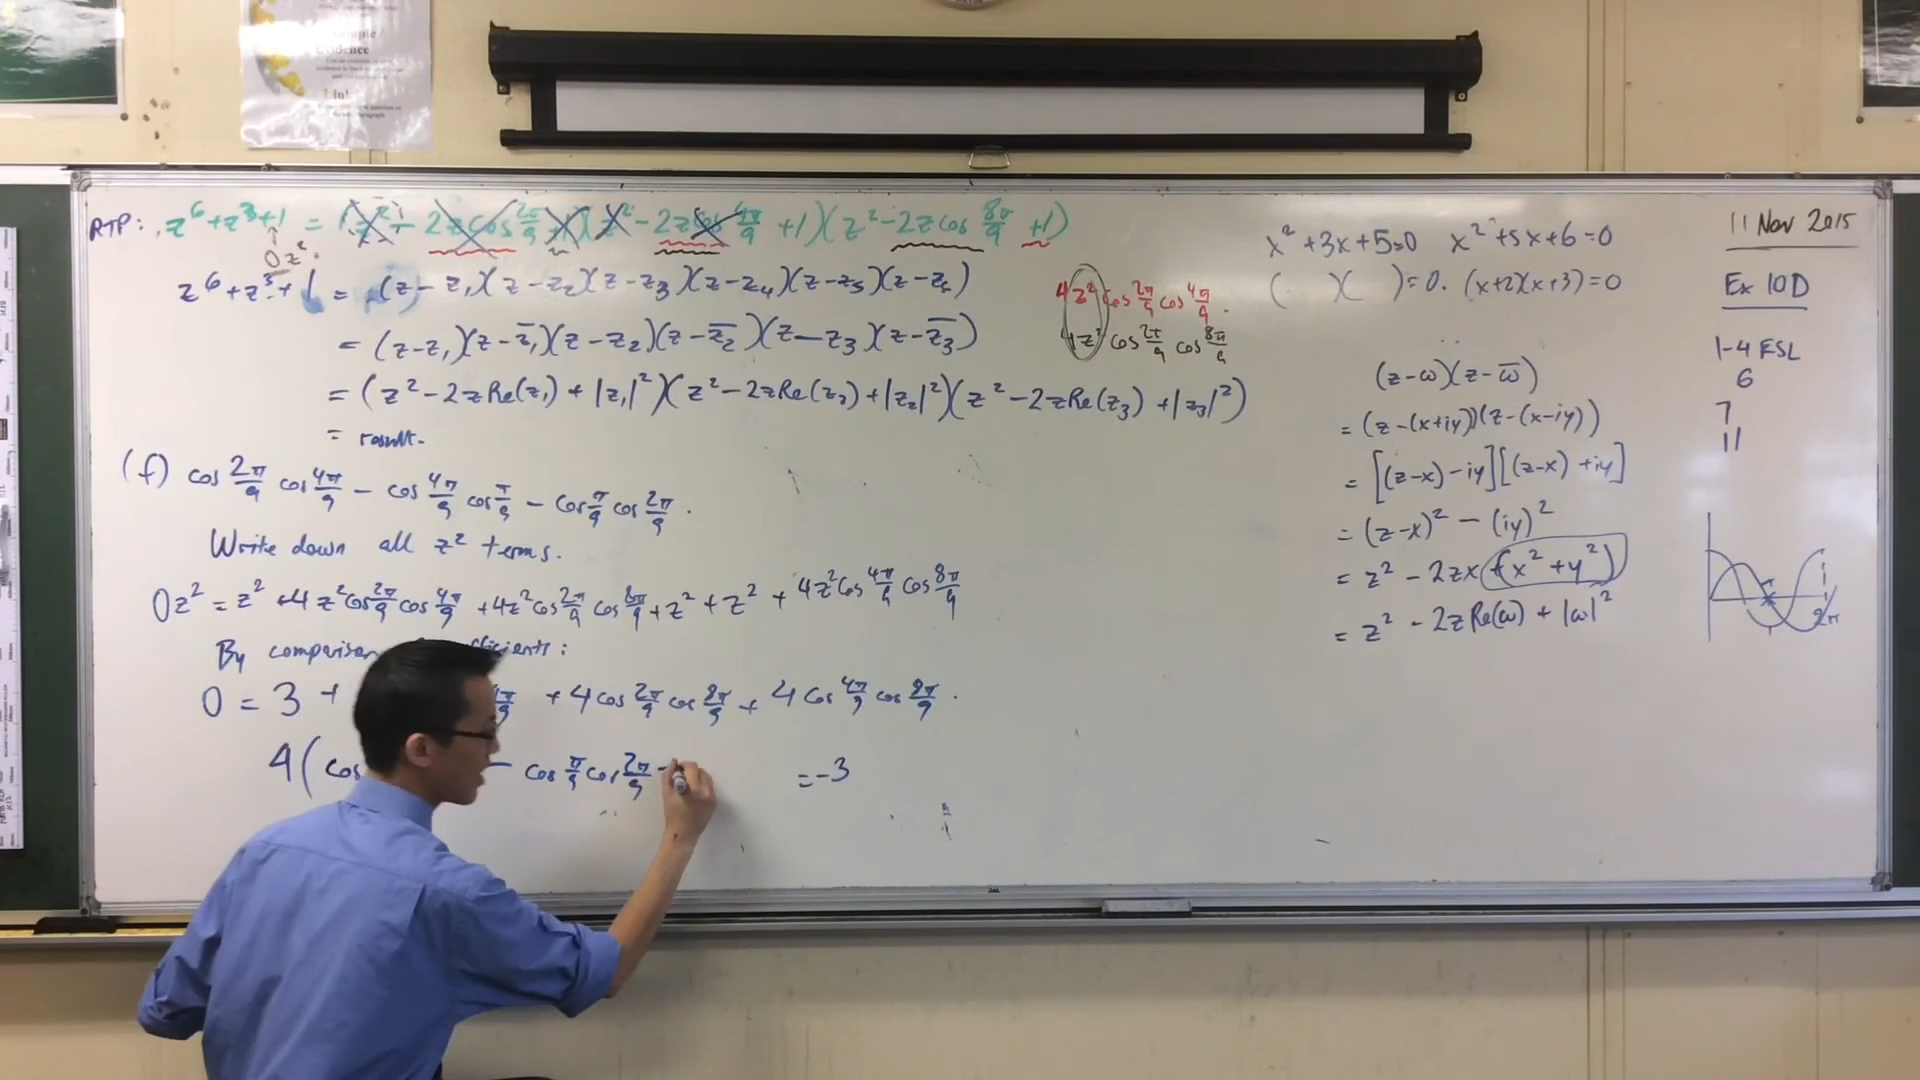 RTP: z⁶+z³+1 = (z² - 2z cos 2π/9 + 1)(z² - 2z cos 4π/9 + 1)(z² - 2z cos 8π/9 + 1)
0z²
z⁶+z³+1 = (z-z₁)(z-z₂)(z-z₃)(z-z₄)(z-z₅)(z-z₆)
= (z-z₁)(z-z̅₁)(z-z₂)(z-z̅₂)(z-z₃)(z-z̅₃)
= (z²-2zRe(z₁) + |z₁|²)(z²-2zRe(z₂) + |z₂|²)(z²-2zRe(z₃) + |z₃|²)
= result.
(f) cos 2π/9 cos 4π/9 - cos 4π/9 cos π/9 - cos π/9 cos 2π/9.
Write down all z² terms.
0z² = z² + 4z² cos 2π/9 cos 4π/9 + 4z² cos 2π/9 cos 8π/9 + z² + z² + 4z² cos 4π/9 cos 8π/9
By comparison
0 = 3 + + 4 cos 2π/9 cos 8π/9 + 4 cos 4π/9 cos 8π/9.
4( cos - cos π/9 cos 2π/9 - = -3
4z² cos 2π/9 cos 4π/9.
4z² cos 2π/9 cos 8π/9
x²+3x+5=0 x²+5x+6=0
( )( )=0. (x+2)(x+3)=0
(z-ω)(z-ω̅)
= (z-(x+iy))(z-(x-iy))
= [(z-x)-iy][(z-x)+iy]
= (z-x)² - (iy)²
= z² - 2zx + (x²+y²)
= z² - 2zRe(ω) + |ω|²
11 Nov 2015
Ex 10D
1-4 ESL
6
7
11
2π